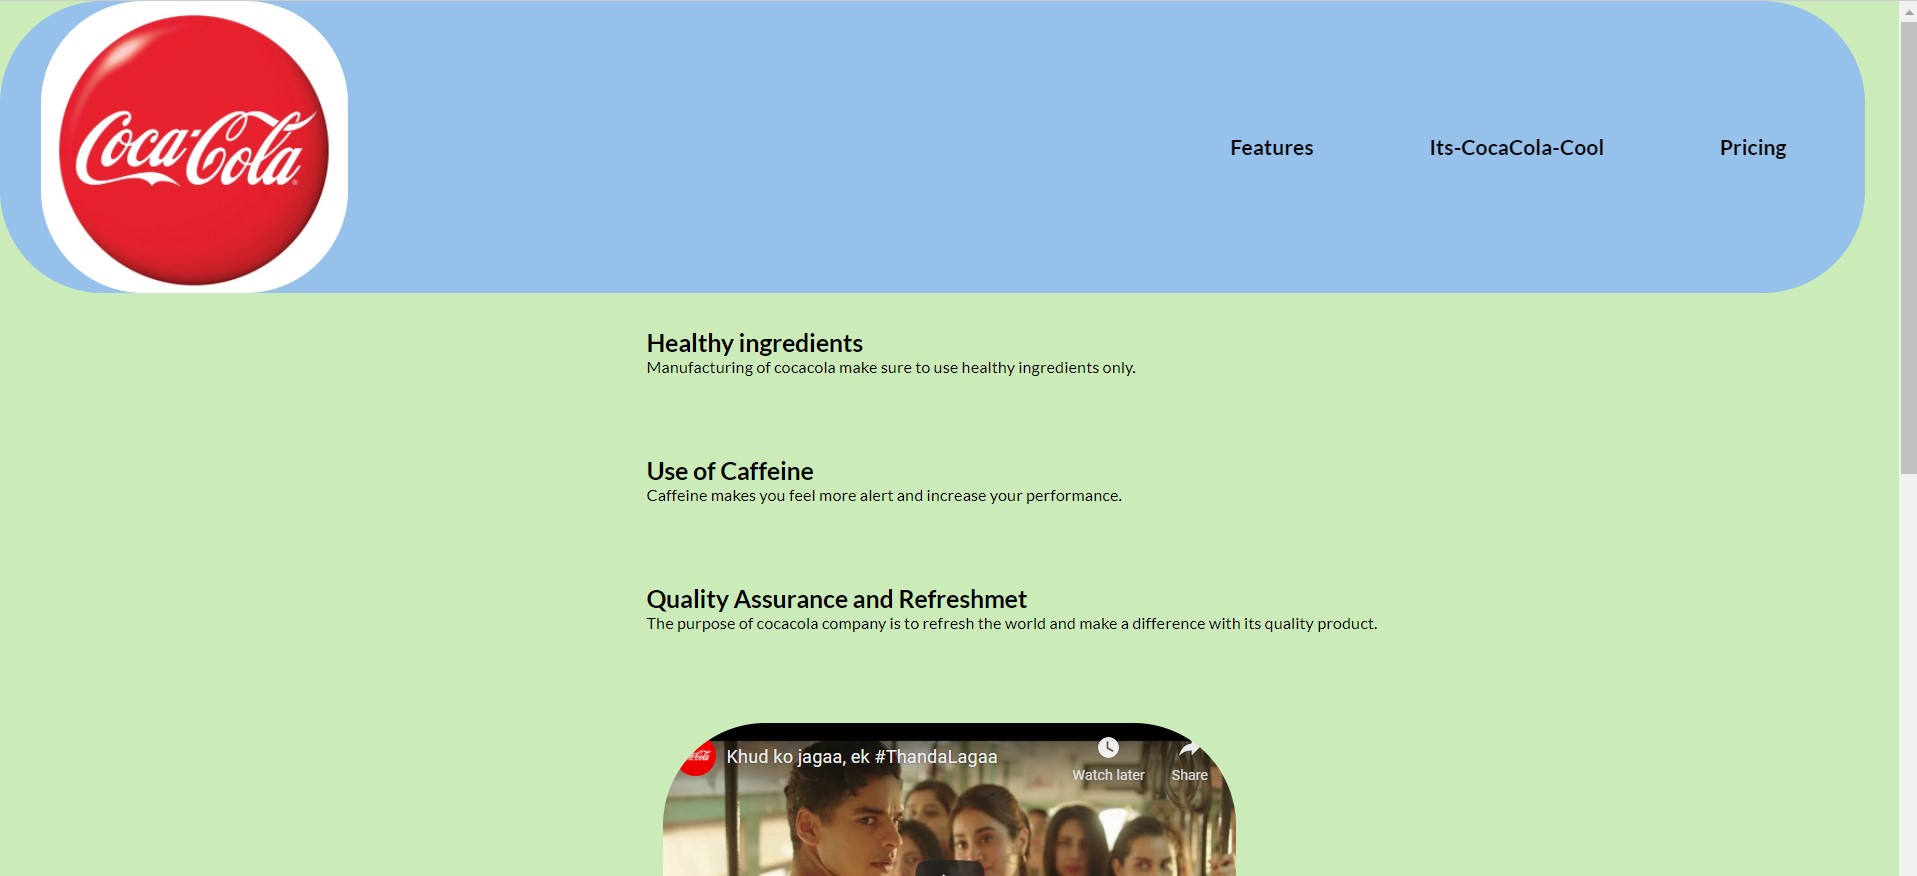 Coca-Cola
Features
Its-CocaCola-Cool
Pricing
Healthy ingredients
Manufacturing of cocacola make sure to use healthy ingredients only.
Use of Caffeine
Caffeine makes you feel more alert and increase your performance.
Quality Assurance and Refreshmet
The purpose of cocacola company is to refresh the world and make a difference with its quality product.
Khud ko jagaa, ek #ThandaLagaa
Watch later
Share